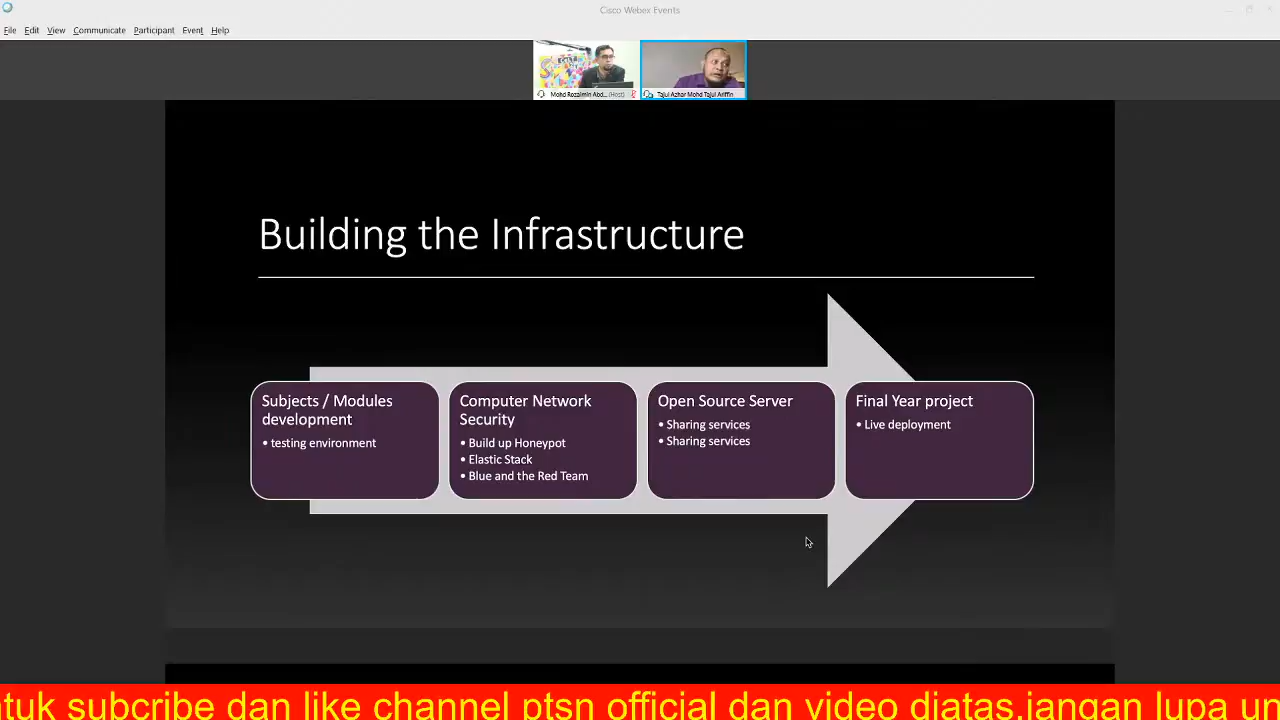 Cisco Webex Events
File Edit View Communicate Participant Event Help
Mohd Rozaimin Abd... (Host)
Tajul Azhar Mohd Tajul Ariffin
Building the Infrastructure
Subjects / Modules
development
• testing environment
Computer Network
Security
• Build up Honeypot
• Elastic Stack
• Blue and the Red Team
Open Source Server
• Sharing services
• Sharing services
Final Year project
• Live deployment
tuk subcribe dan like channel ptsn official dan video diatas,jangan lupa un